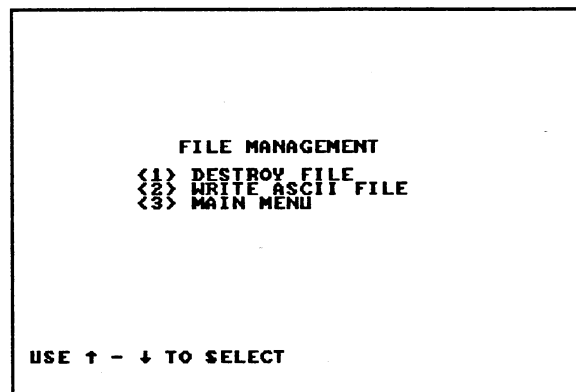 FILE MANAGEMENT
<1> DESTROY FILE
<2> WRITE ASCII FILE
<3> MAIN MENU
USE ↑ - ↓ TO SELECT